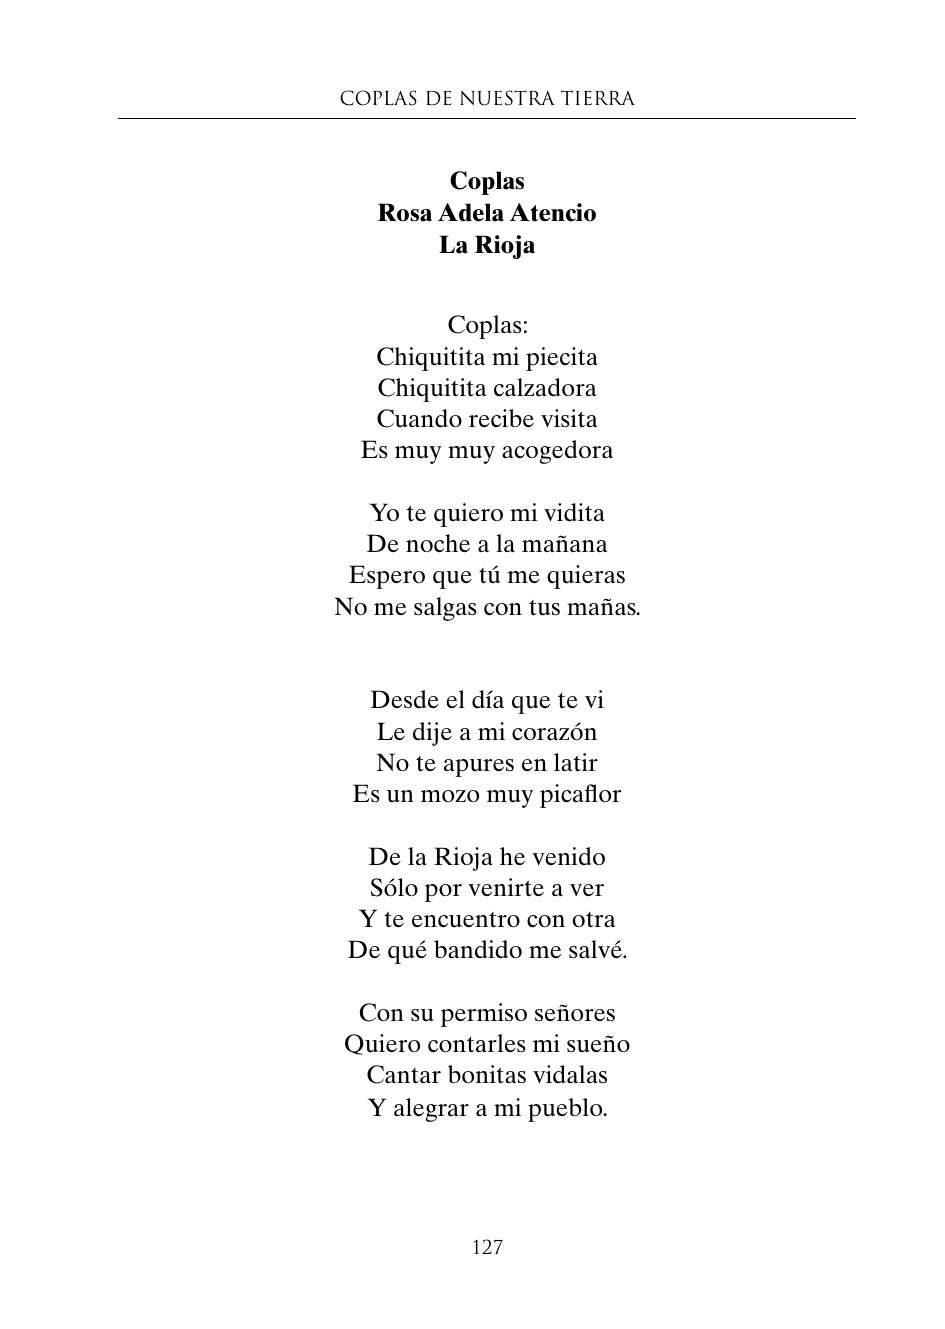 COPLAS DE NUESTRA TIERRA
Coplas
Rosa Adela Atencio
La Rioja
Coplas:
Chiquitita mi piecita
Chiquitita calzadora
Cuando recibe visita
Es muy muy acogedora
Yo te quiero mi vidita
De noche a la mañana
Espero que tú me quieras
No me salgas con tus mañas.
Desde el día que te vi
Le dije a mi corazón
No te apures en latir
Es un mozo muy picaflor
De la Rioja he venido
Sólo por venirte a ver
Y te encuentro con otra
De qué bandido me salvé.
Con su permiso señores
Quiero contarles mi sueño
Cantar bonitas vidalas
Y alegrar a mi pueblo.
127